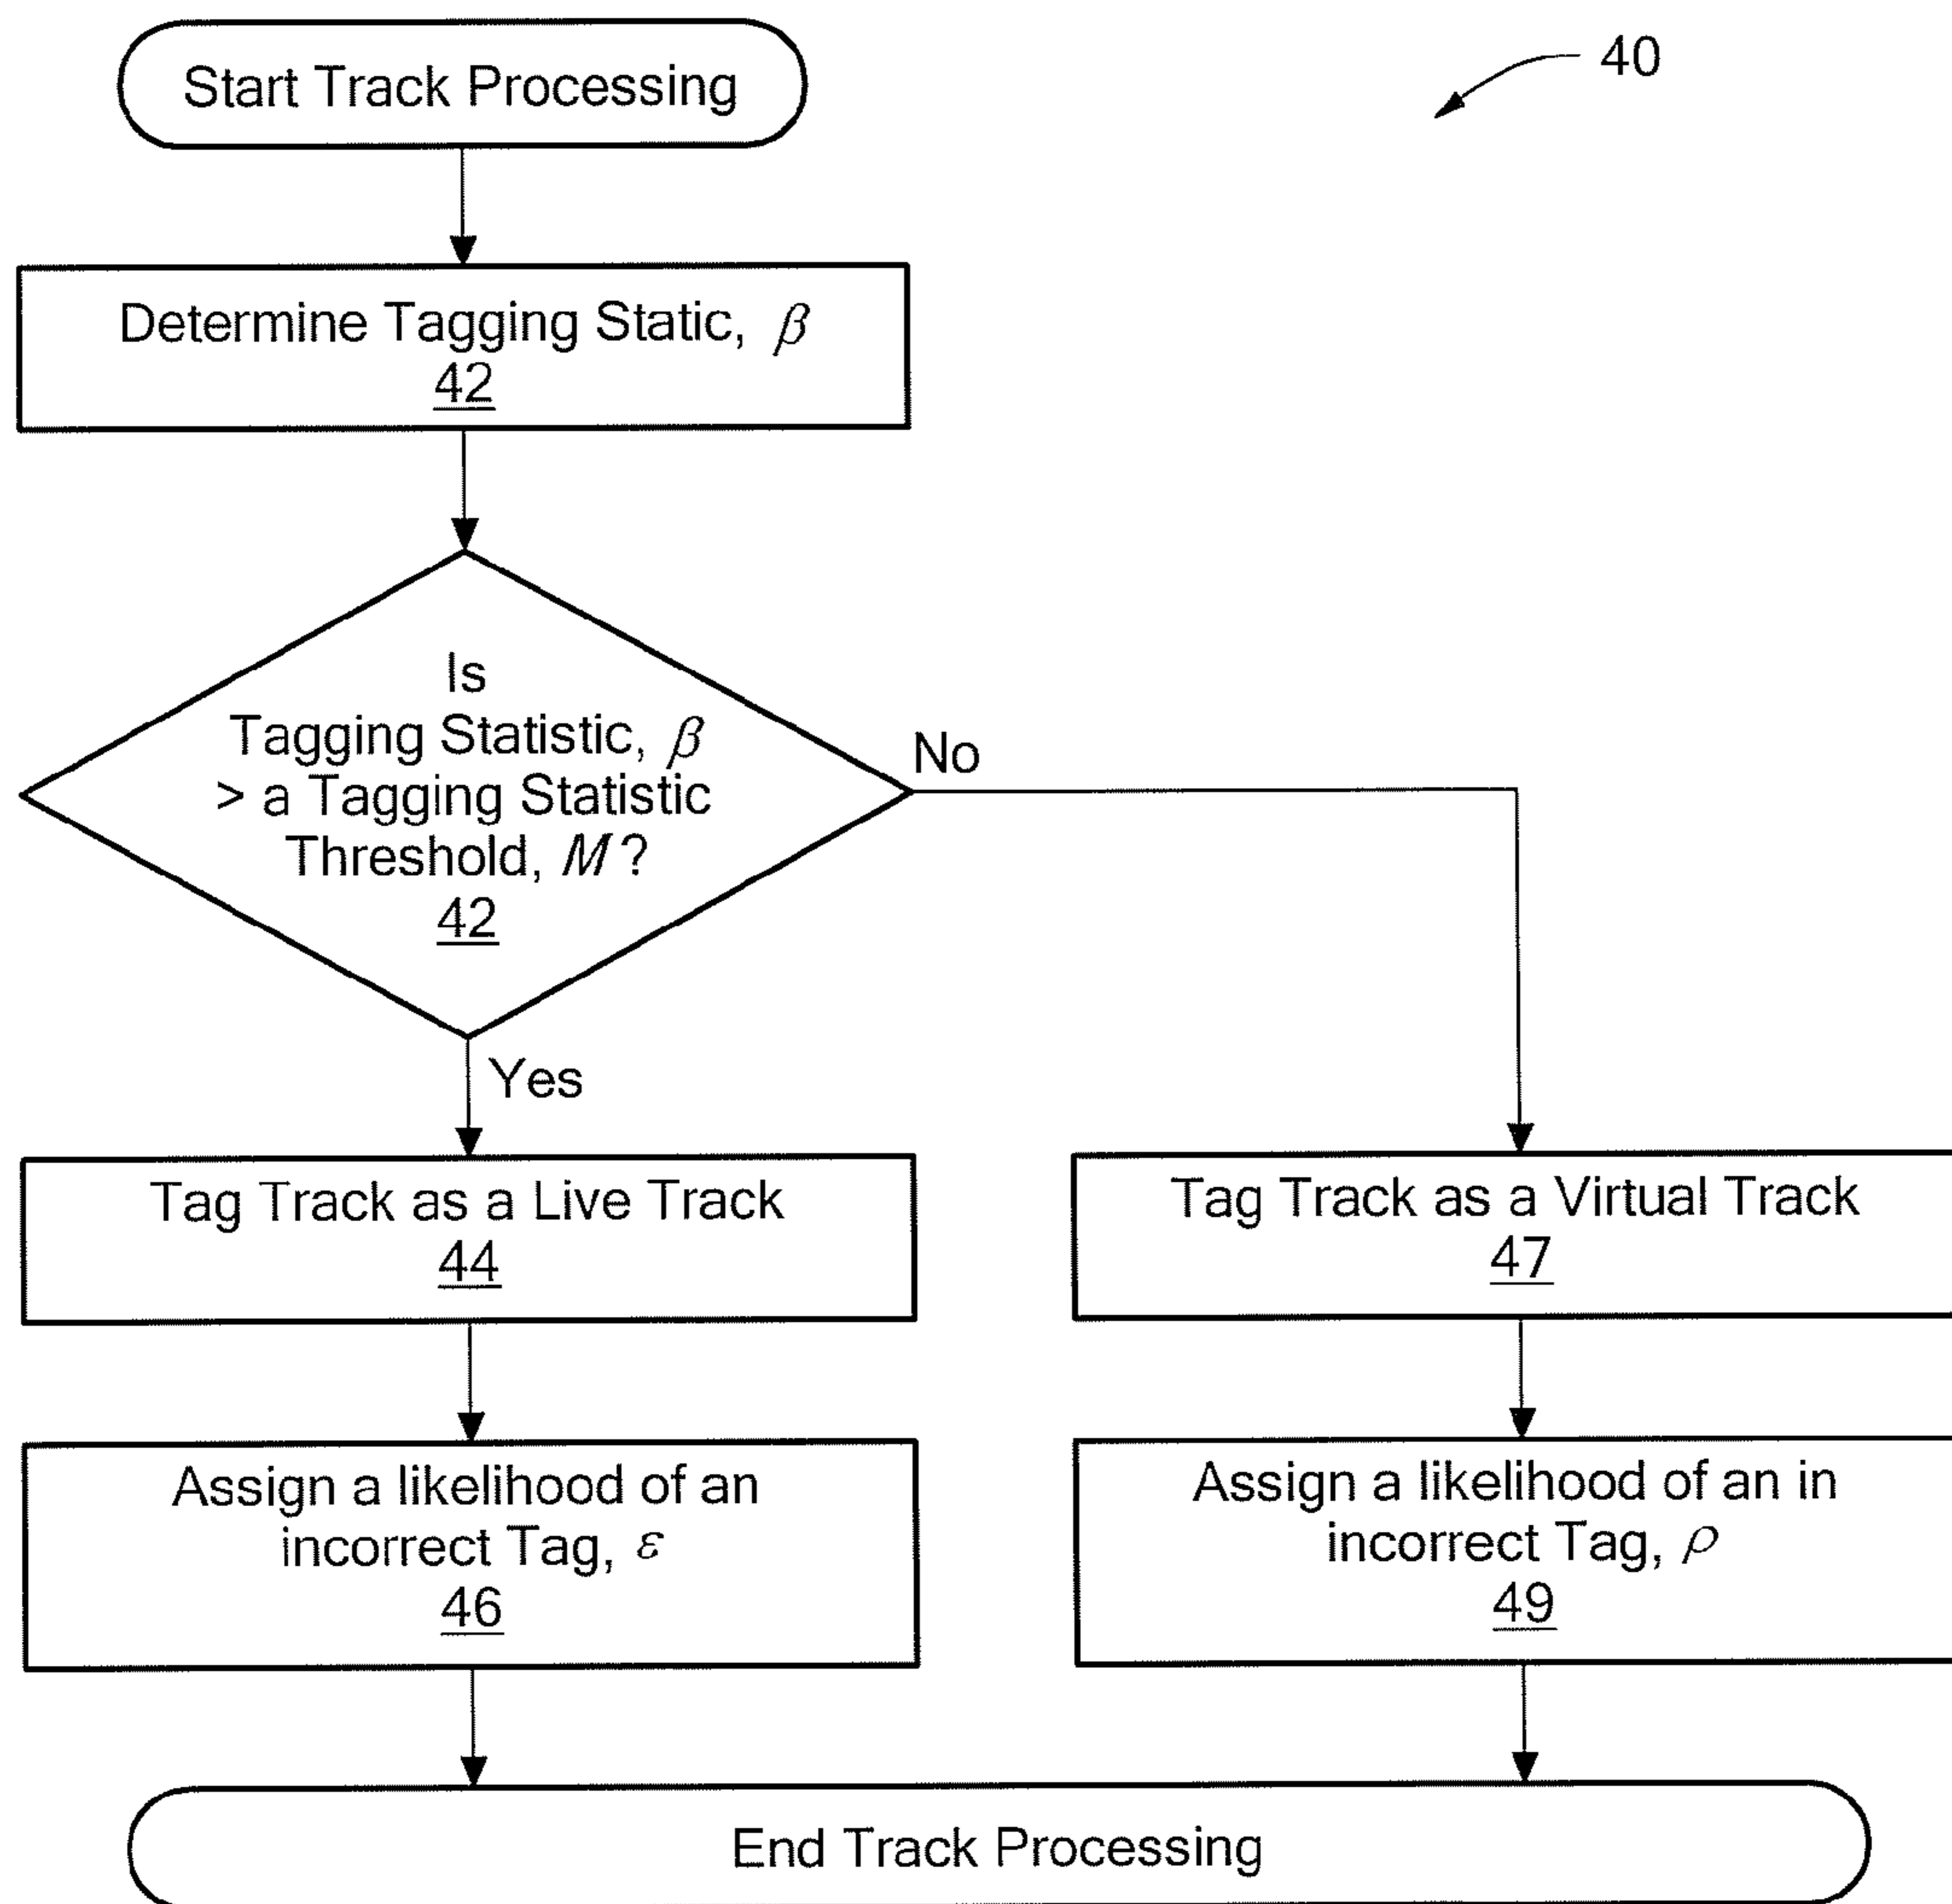 Start Track Processing
40
Determine Tagging Static, β
42
Is
Tagging Statistic, β
> a Tagging Statistic
Threshold, M?
42
No
Yes
Tag Track as a Live Track
44
Tag Track as a Virtual Track
47
Assign a likelihood of an
incorrect Tag, ε
46
Assign a likelihood of an in
incorrect Tag, ρ
49
End Track Processing